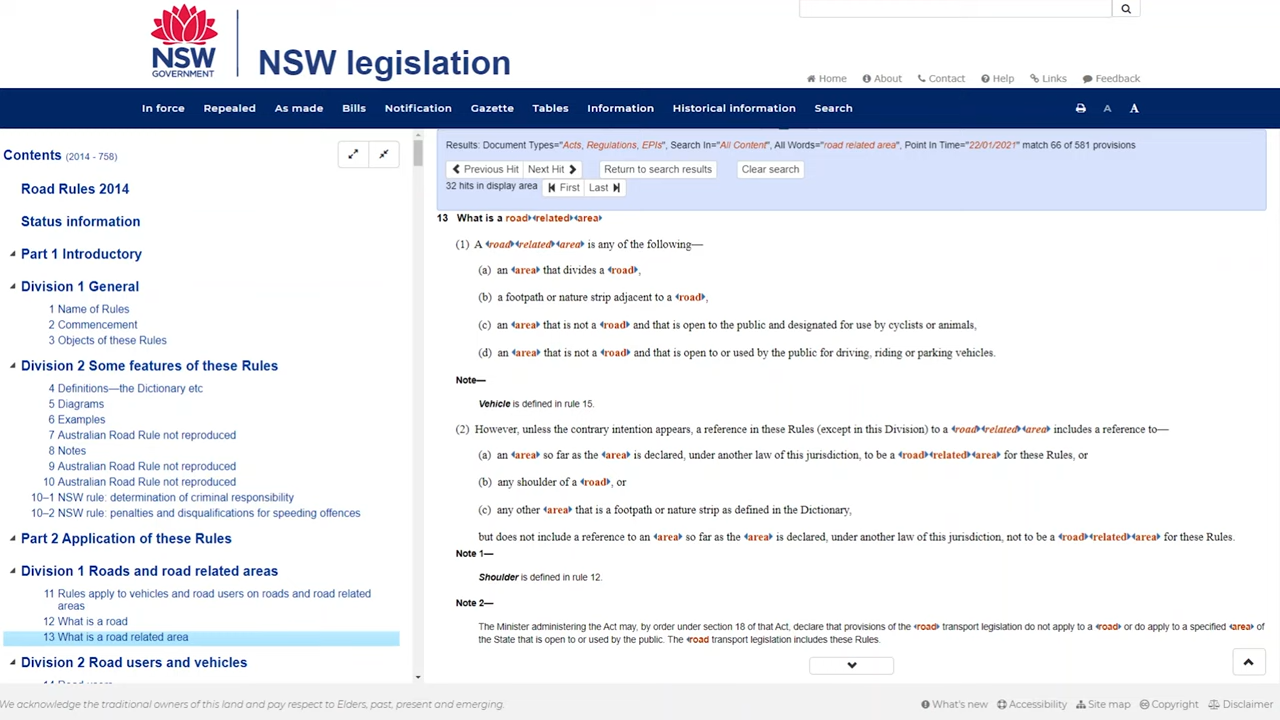 NSW
GOVERNMENT
NSW legislation
Home About Contact Help Links Feedback
In force Repealed As made Bills Notification Gazette Tables Information Historical information Search A A
Contents (2014 - 758)
Road Rules 2014
Status information
Part 1 Introductory
Division 1 General
1 Name of Rules
2 Commencement
3 Objects of these Rules
Division 2 Some features of these Rules
4 Definitions—the Dictionary etc
5 Diagrams
6 Examples
7 Australian Road Rule not reproduced
8 Notes
9 Australian Road Rule not reproduced
10 Australian Road Rule not reproduced
10–1 NSW rule: determination of criminal responsibility
10–2 NSW rule: penalties and disqualifications for speeding offences
Part 2 Application of these Rules
Division 1 Roads and road related areas
11 Rules apply to vehicles and road users on roads and road related
areas
12 What is a road
13 What is a road related area
Division 2 Road users and vehicles
14 Road users
Results: Document Types="Acts, Regulations, EPIs", Search In="All Content", All Words="road related area", Point In Time="22/01/2021" match 66 of 581 provisions
Previous Hit Next Hit Return to search results Clear search
32 hits in display area First Last
13 What is a road related area
(1) A road related area is any of the following—
(a) an area that divides a road,
(b) a footpath or nature strip adjacent to a road,
(c) an area that is not a road and that is open to the public and designated for use by cyclists or animals,
(d) an area that is not a road and that is open to or used by the public for driving, riding or parking vehicles.
Note—
Vehicle is defined in rule 15.
(2) However, unless the contrary intention appears, a reference in these Rules (except in this Division) to a road related area includes a reference to—
(a) an area so far as the area is declared, under another law of this jurisdiction, to be a road related area for these Rules, or
(b) any shoulder of a road, or
(c) any other area that is a footpath or nature strip as defined in the Dictionary,
but does not include a reference to an area so far as the area is declared, under another law of this jurisdiction, not to be a road related area for these Rules.
Note 1—
Shoulder is defined in rule 12.
Note 2—
The Minister administering the Act may, by order under section 18 of that Act, declare that provisions of the road transport legislation do not apply to a road or do apply to a specified area of
the State that is open to or used by the public. The road transport legislation includes these Rules.
We acknowledge the traditional owners of this land and pay respect to Elders, past, present and emerging.
What's new Accessibility Site map Copyright Disclaimer